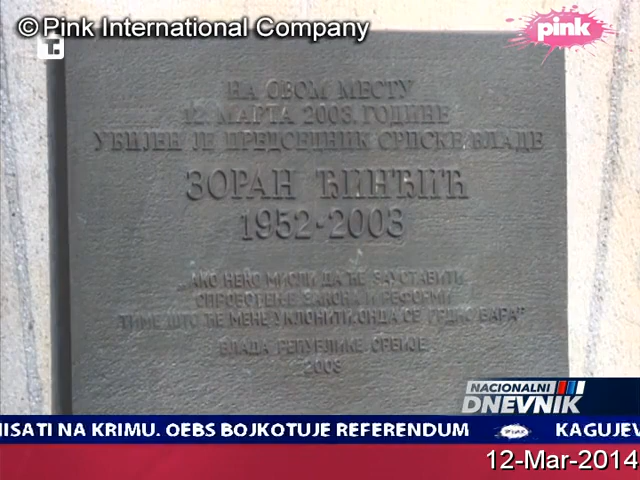 © Pink International Company
pink
НА ОВОМ МЕСТУ
12. МАРТА 2003. ГОДИНЕ
УБИЈЕН ЈЕ ПРЕДСЕДНИК СРПСКЕ ВЛАДЕ
ЗОРАН ЂИНЂИЋ
1952-2003
„АКО НЕКО МИСЛИ ДА ЋЕ ЗАУСТАВИТИ
СПРОВОЂЕЊЕ ЗАКОНА И РЕФОРМИ
ТИМЕ ШТО ЋЕ МЕНЕ УКЛОНИТИ, ОНДА СЕ ГРДНО ВАРА”
ВЛАДА РЕПУБЛИКЕ СРБИЈЕ
2003
NACIONALNI
DNEVNIK
NISATI NA KRIMU. OEBS BOJKOTUJE REFERENDUM PINK KAGUJEV
12-Mar-2014